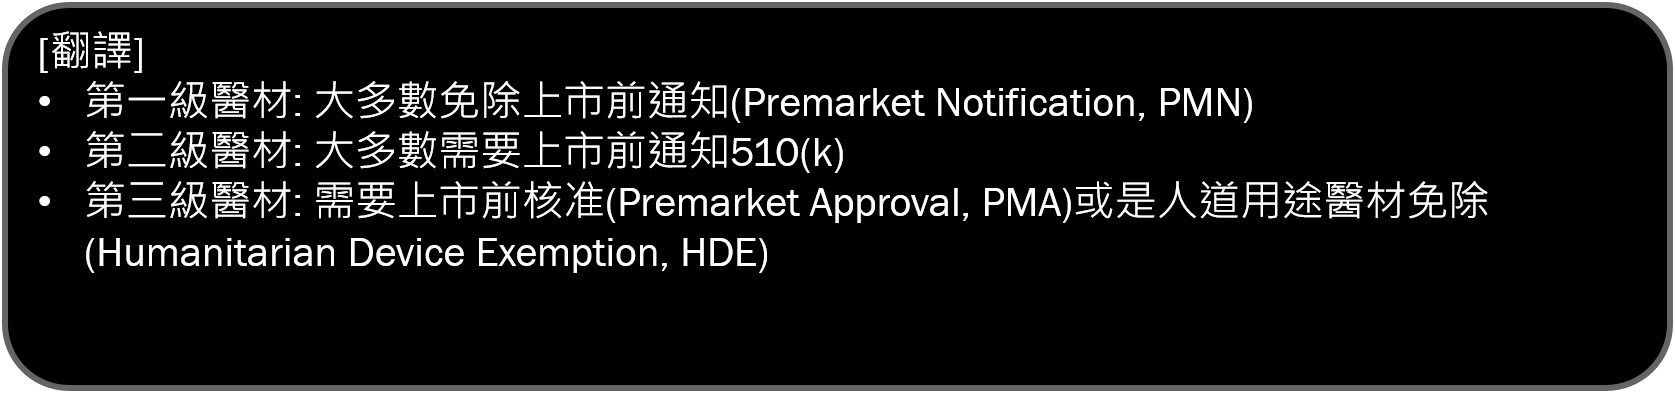 [翻譯]
• 第一級醫材: 大多數免除上市前通知(Premarket Notification, PMN)
• 第二級醫材: 大多數需要上市前通知510(k)
• 第三級醫材: 需要上市前核准(Premarket Approval, PMA)或是人道用途醫材免除
(Humanitarian Device Exemption, HDE)